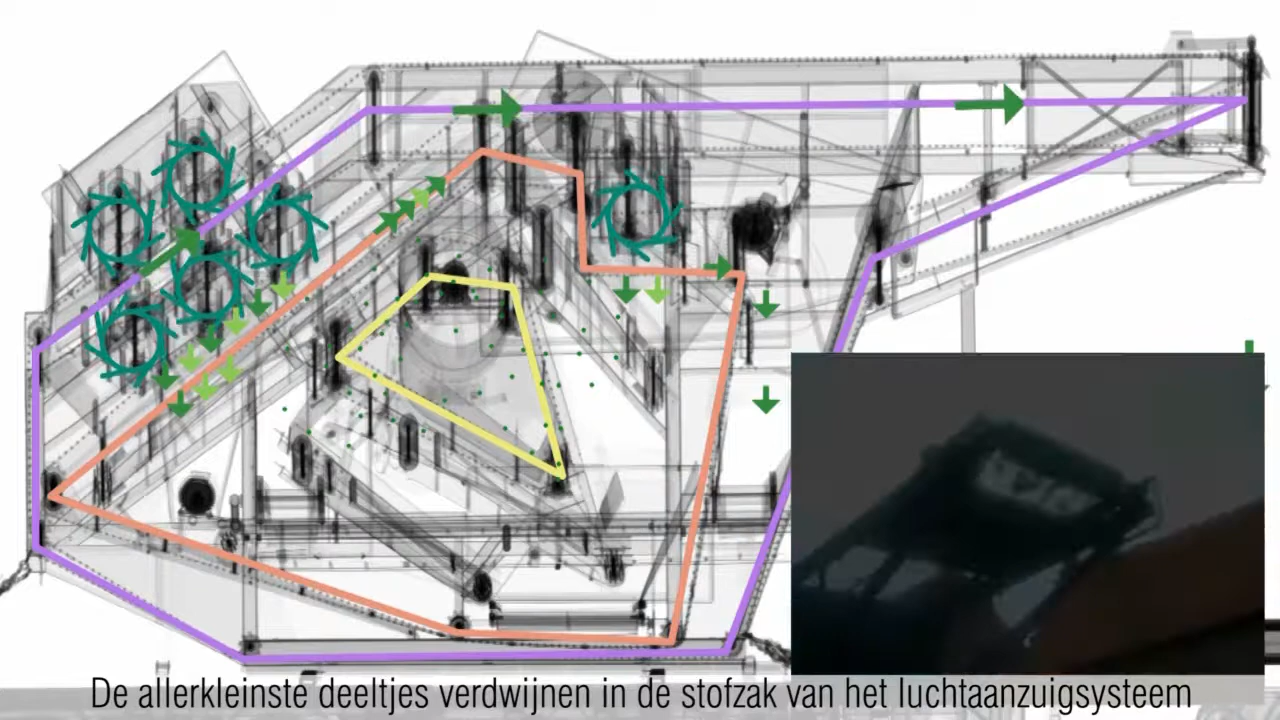 De allerkleinste deeltjes verdwijnen in de stofzak van het luchtaanzuigsysteem